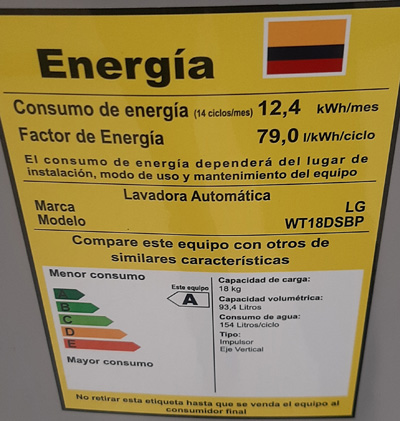 Energía
Consumo de energía (14 ciclos/mes) 12,4 kWh/mes
Factor de Energía 79,0 l/kWh/ciclo
El consumo de energía dependerá del lugar de
instalación, modo de uso y mantenimiento del equipo
Lavadora Automática
Marca LG
Modelo WT18DSBP
Compare este equipo con otros de
similares características
Menor consumo
Este equipo
A
A
B
C
D
E
Mayor consumo
Capacidad de carga:
18 kg
Capacidad volumétrica:
93,4 Litros
Consumo de agua:
154 Litros/ciclo
Tipo:
Impulsor
Eje Vertical
No retirar esta etiqueta hasta que se venda el equipo al
consumidor final